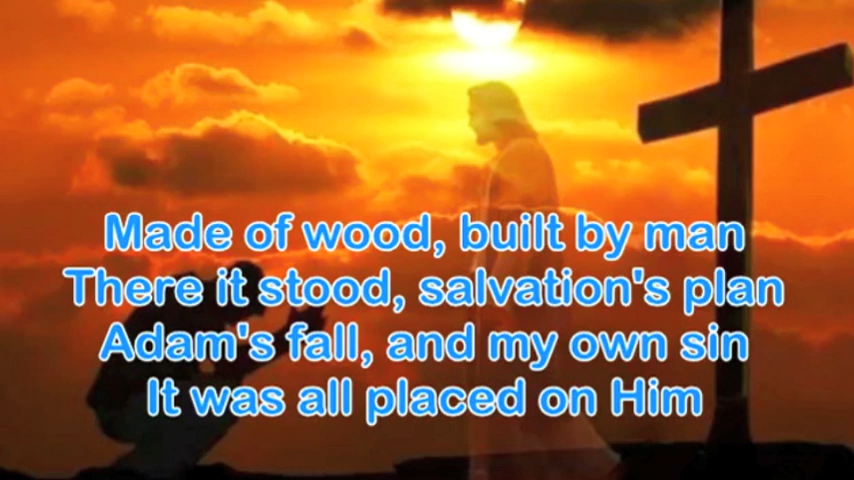 Made of wood, built by man
There it stood, salvation's plan
Adam's fall, and my own sin
It was all placed on Him